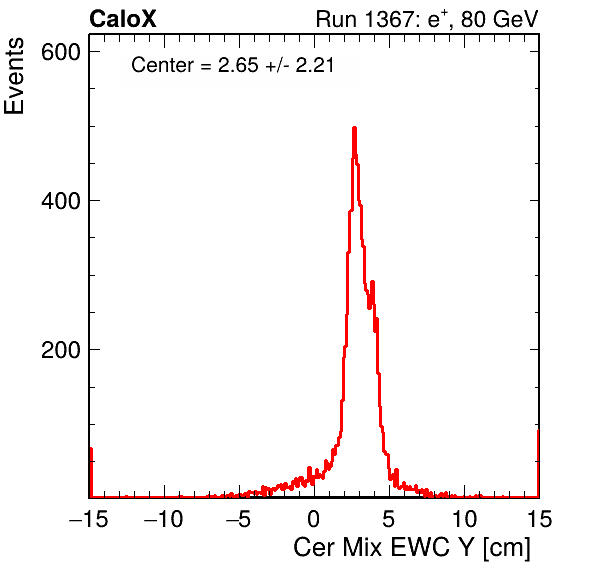 CaloX Run 1367: e⁺, 80 GeV
Events
Center = 2.65 +/- 2.21
600
400
200
−15 −10 −5 0 5 10 15
Cer Mix EWC Y [cm]